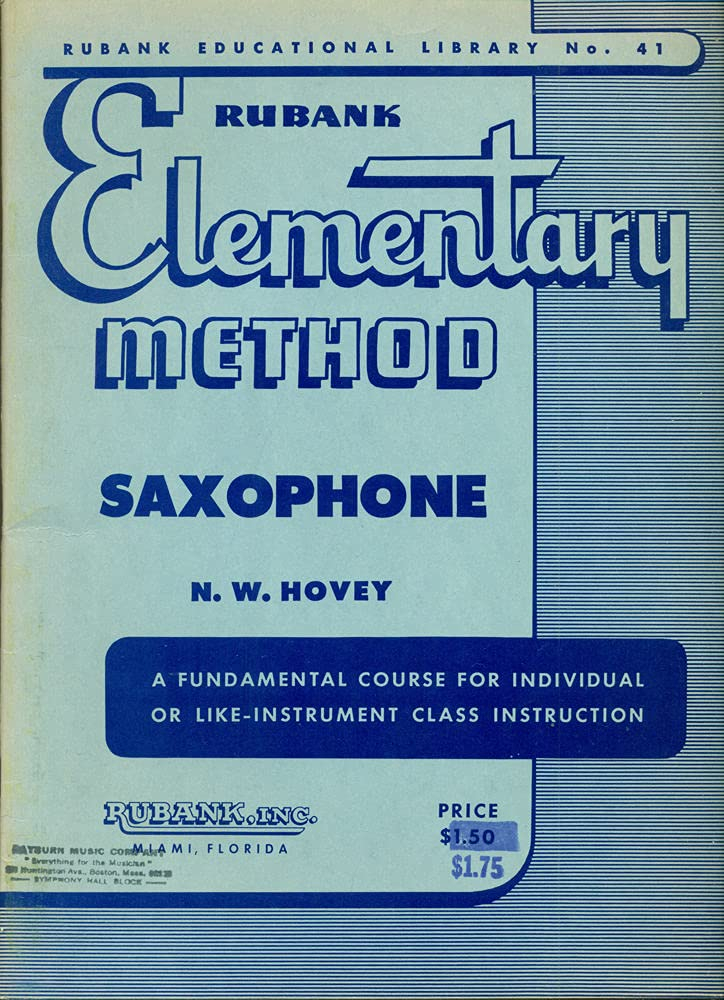 RUBANK EDUCATIONAL LIBRARY No. 41
RUBANK
Elementary
METHOD
SAXOPHONE
N. W. HOVEY
A FUNDAMENTAL COURSE FOR INDIVIDUAL
OR LIKE-INSTRUMENT CLASS INSTRUCTION
RUBANK, INC.
MIAMI, FLORIDA
PRICE
$1.50
$1.75
RAYBURN MUSIC COMPANY
"Everything for the Musician"
Huntington Ave., Boston, Mass.
SYMPHONY HALL BLOCK